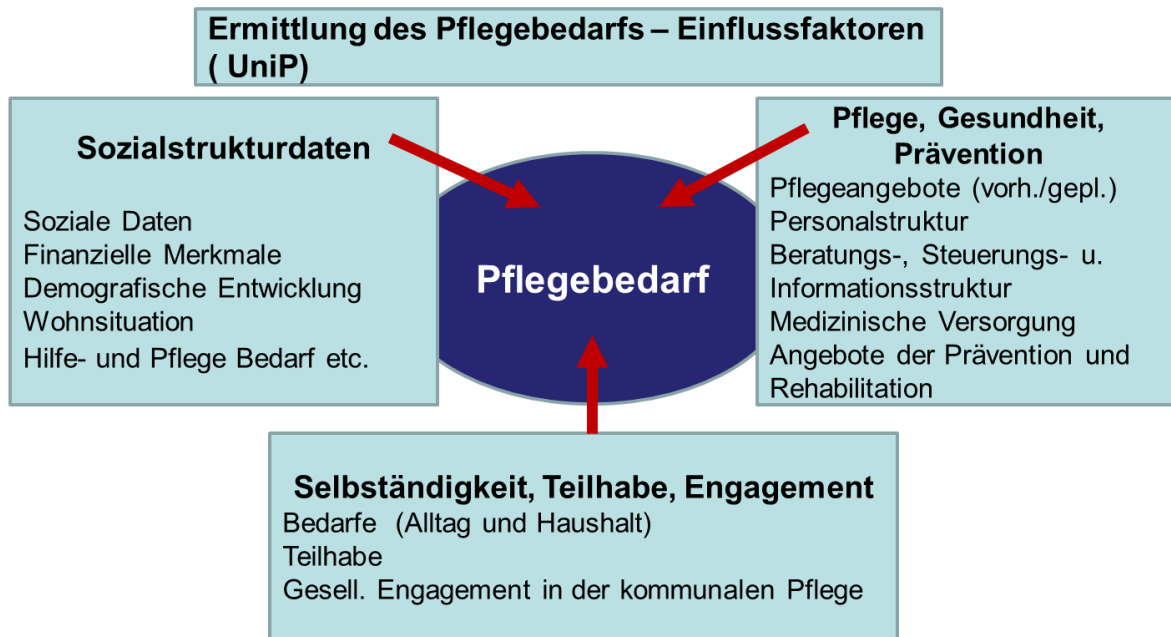 Ermittlung des Pflegebedarfs – Einflussfaktoren
( UniP)
Sozialstrukturdaten
Soziale Daten
Finanzielle Merkmale
Demografische Entwicklung
Wohnsituation
Hilfe- und Pflege Bedarf etc.
Pflegebedarf
Pflege, Gesundheit,
Prävention
Pflegeangebote (vorh./gepl.)
Personalstruktur
Beratungs-, Steuerungs- u.
Informationsstruktur
Medizinische Versorgung
Angebote der Prävention und
Rehabilitation
Selbständigkeit, Teilhabe, Engagement
Bedarfe (Alltag und Haushalt)
Teilhabe
Gesell. Engagement in der kommunalen Pflege